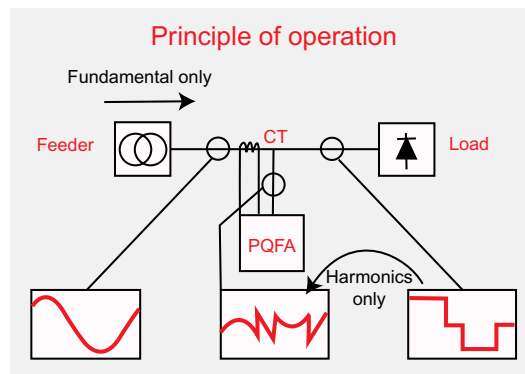 Principle of operation
Fundamental only
Feeder
CT
Load
PQFA
Harmonics
only